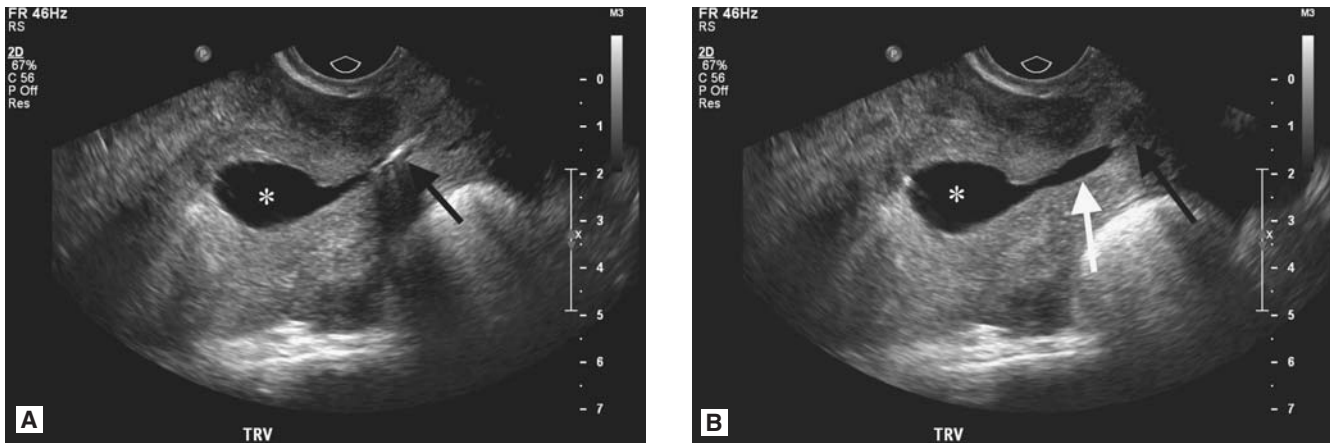 FR 46Hz
RS
2D
67%
C 56
P Off
Res
P
M3
0
1
2
3
x
4
5
6
7
*
A
TRV
FR 46Hz
RS
2D
67%
C 56
P Off
Res
P
M3
0
1
2
3
x
4
5
6
7
*
B
TRV